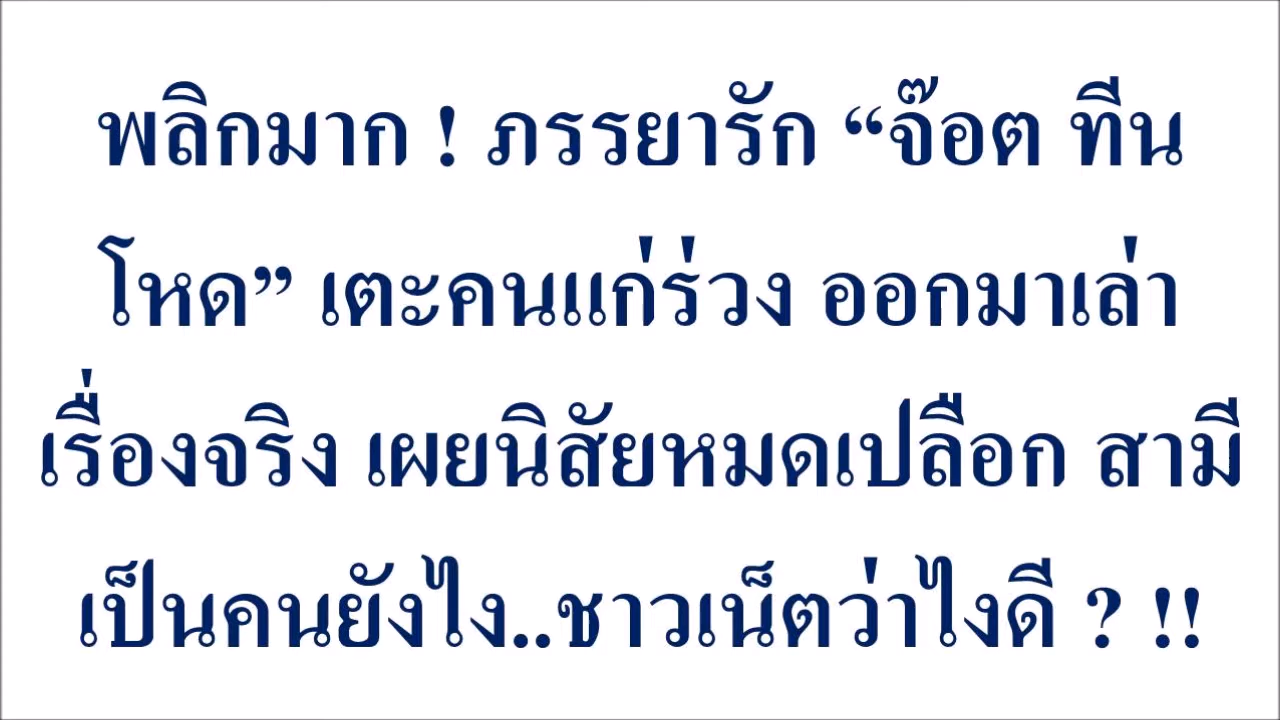 พลิกมาก ! ภรรยารัก “จ๊อต ทีน
โหด” เตะคนแก่ร่วง ออกมาเล่า
เรื่องจริง เผยนิสัยหมดเปลือก สามี
เป็นคนยังไง..ชาวเน็ตว่าไงดี ? !!